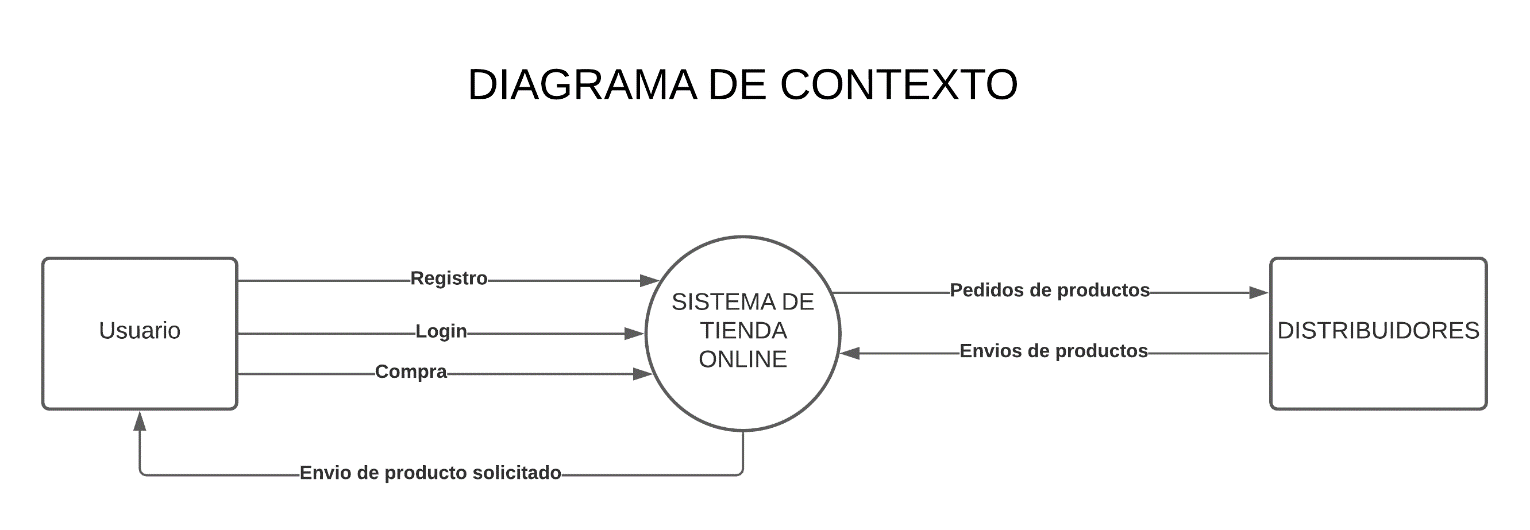 DIAGRAMA DE CONTEXTO
Usuario
Registro
Login
Compra
SISTEMA DE
TIENDA
ONLINE
Pedidos de productos
Envios de productos
DISTRIBUIDORES
Envio de producto solicitado